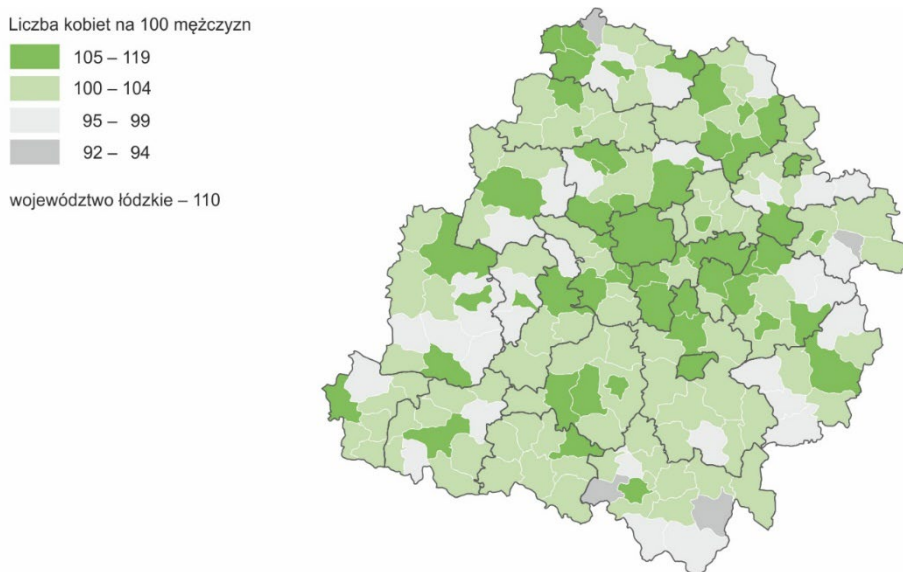 Liczba kobiet na 100 mężczyzn
105 – 119
100 – 104
95 – 99
92 – 94
województwo łódzkie – 110